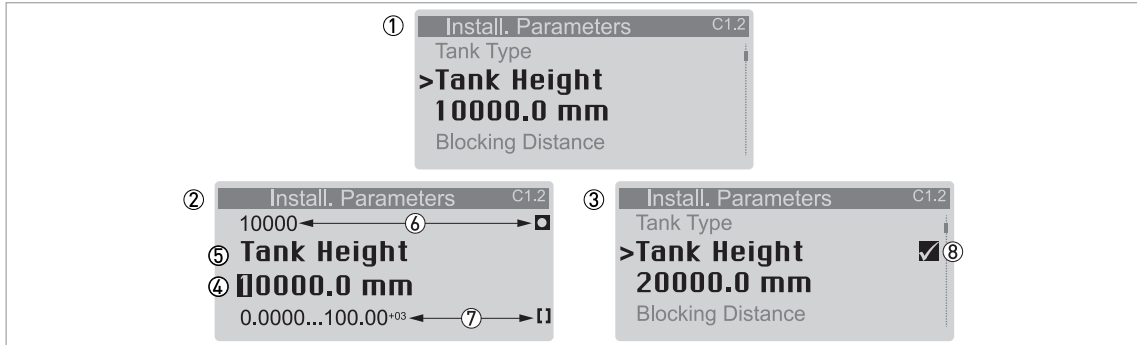 ①
Install. Parameters C1.2
Tank Type
>Tank Height
10000.0 mm
Blocking Distance
②
Install. Parameters C1.2
10000 ⑥
⑤ Tank Height
④ 10000.0 mm
0.0000...100.00+03 ⑦ []
③
Install. Parameters C1.2
Tank Type
>Tank Height ⑧
20000.0 mm
Blocking Distance